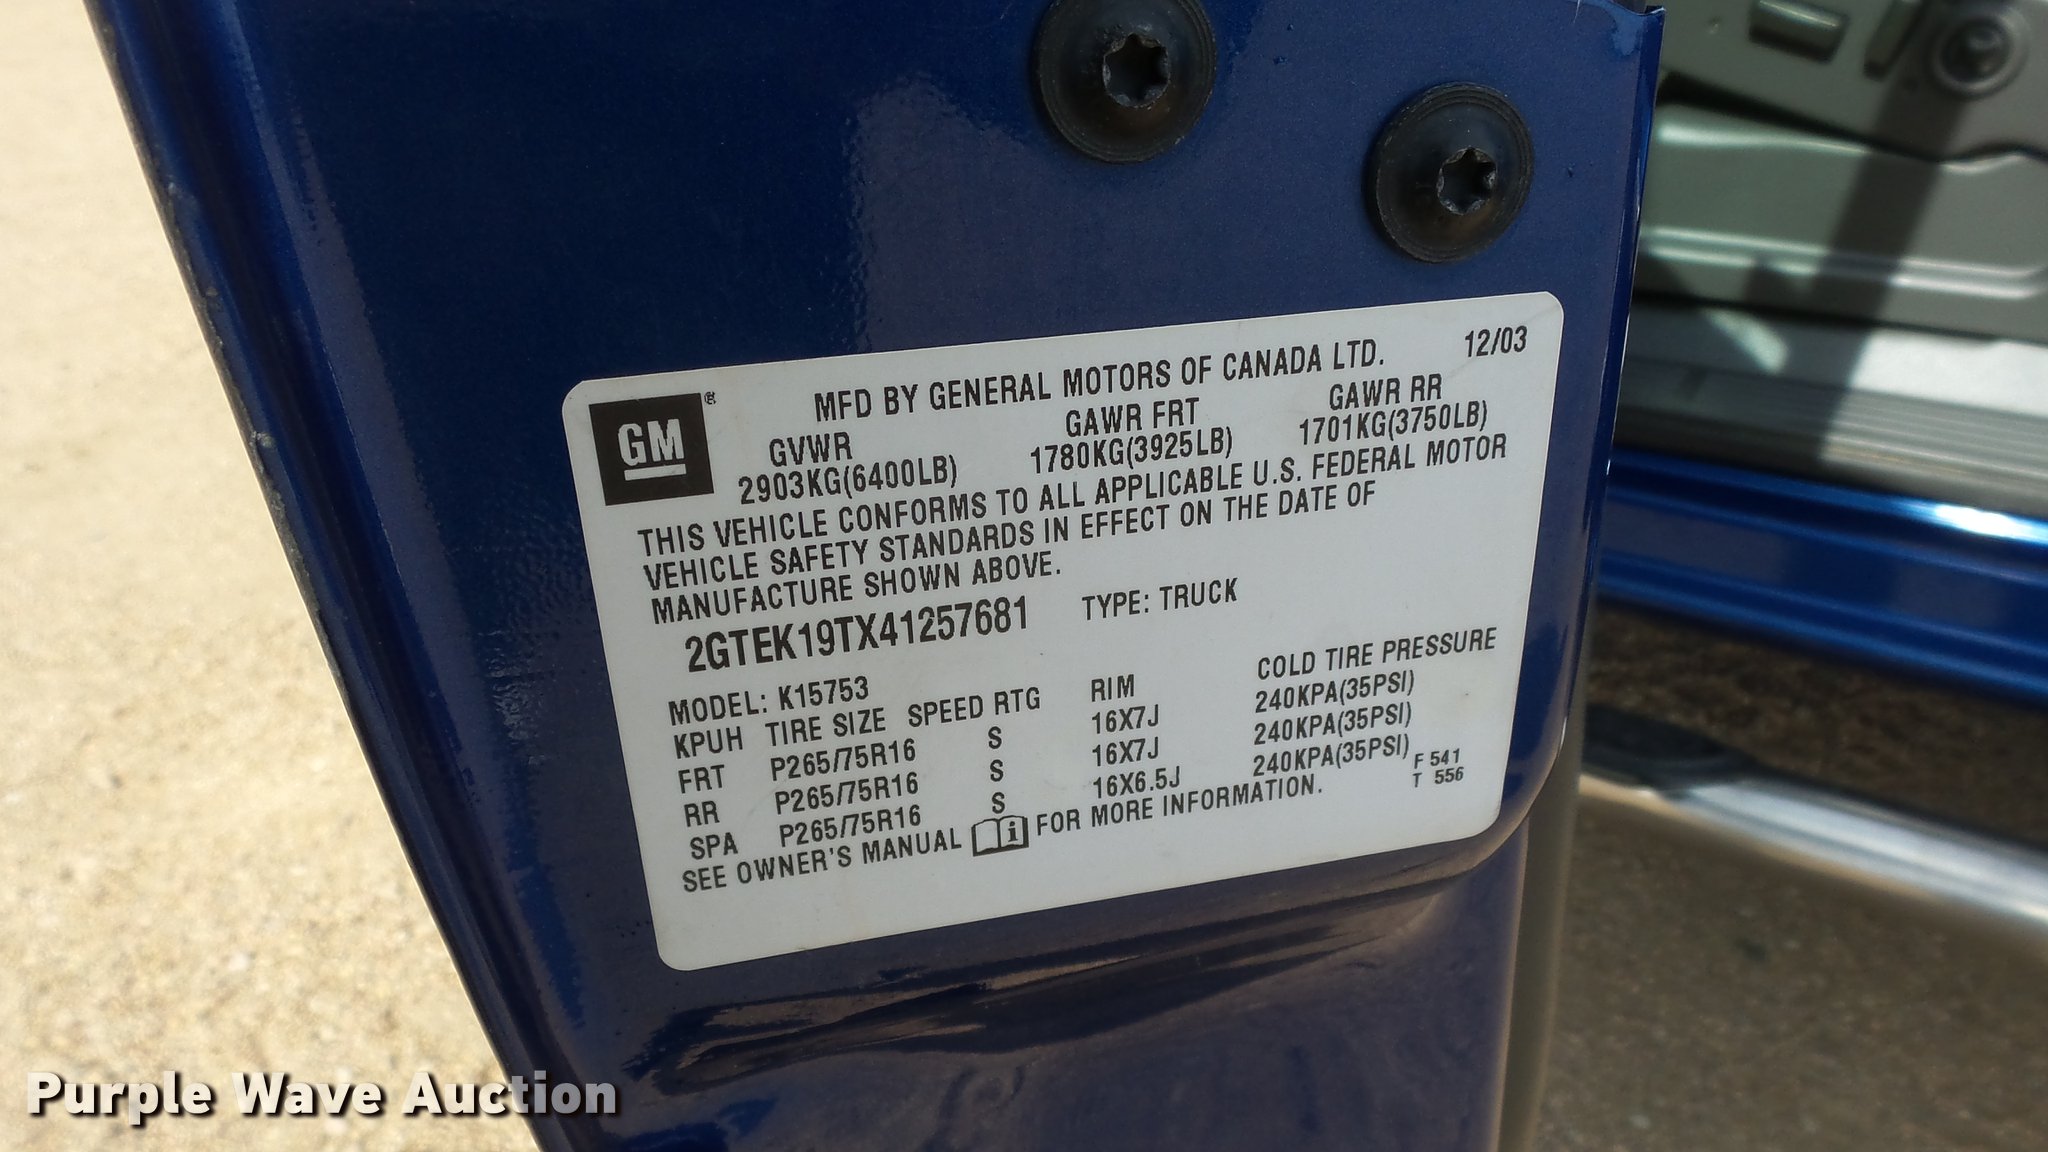 GM ®
MFD BY GENERAL MOTORS OF CANADA LTD. 12/03
GVWR GAWR FRT GAWR RR
2903KG(6400LB) 1780KG(3925LB) 1701KG(3750LB)
THIS VEHICLE CONFORMS TO ALL APPLICABLE U.S. FEDERAL MOTOR
VEHICLE SAFETY STANDARDS IN EFFECT ON THE DATE OF
MANUFACTURE SHOWN ABOVE.
2GTEK19TX41257681 TYPE: TRUCK
MODEL: K15753
KPUH TIRE SIZE SPEED RTG RIM COLD TIRE PRESSURE
FRT P265/75R16 S 16X7J 240KPA(35PSI)
RR P265/75R16 S 16X7J 240KPA(35PSI)
SPA P265/75R16 S 16X6.5J 240KPA(35PSI) F 541
SEE OWNER'S MANUAL i FOR MORE INFORMATION. T 556
Purple Wave Auction